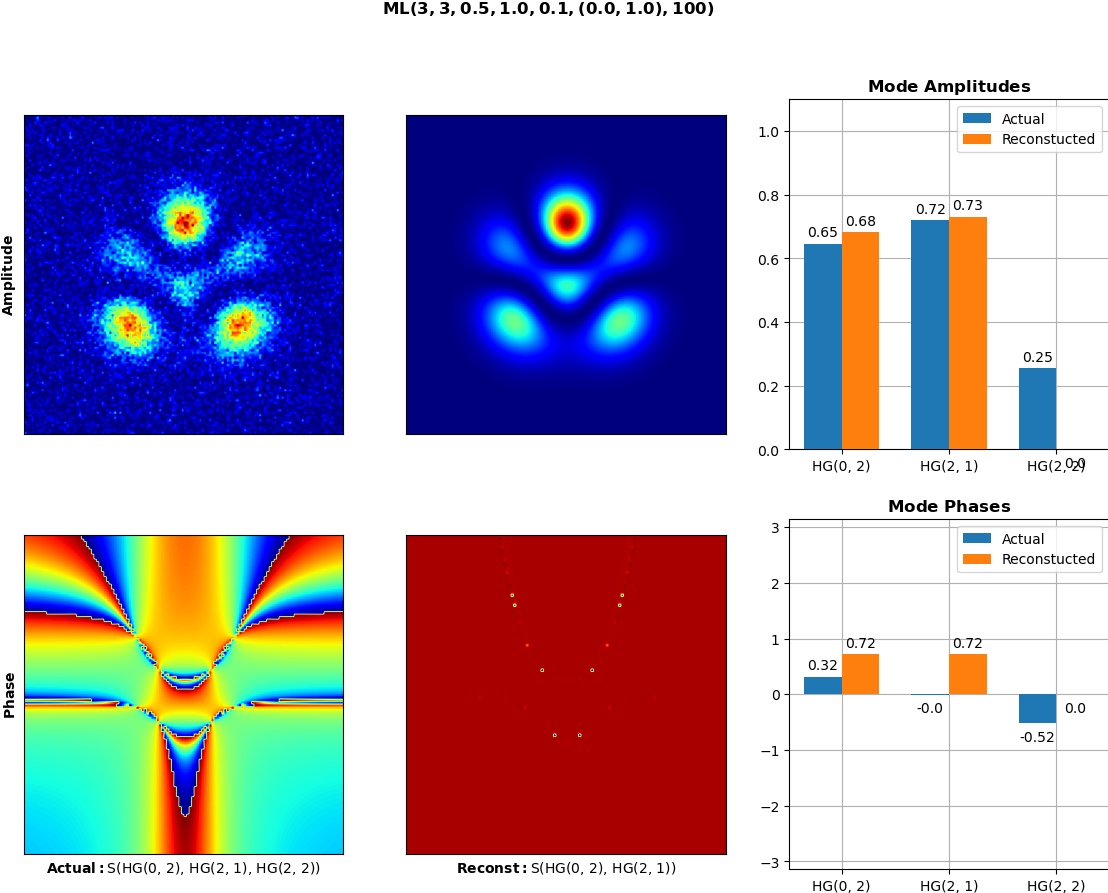 ML(3, 3, 0.5, 1.0, 0.1, (0.0, 1.0), 100)
Amplitude
Mode Amplitudes
Actual
Reconstucted
1.0
0.8
0.6
0.4
0.2
0.0
0.65
0.68
0.72
0.73
0.25
0.0
HG(0, 2)
HG(2, 1)
HG(2, 2)
Phase
Actual: S(HG(0, 2), HG(2, 1), HG(2, 2))
Reconst: S(HG(0, 2), HG(2, 1))
Mode Phases
Actual
Reconstucted
3
2
1
0
−1
−2
−3
0.32
0.72
-0.0
0.72
-0.52
0.0
HG(0, 2)
HG(2, 1)
HG(2, 2)